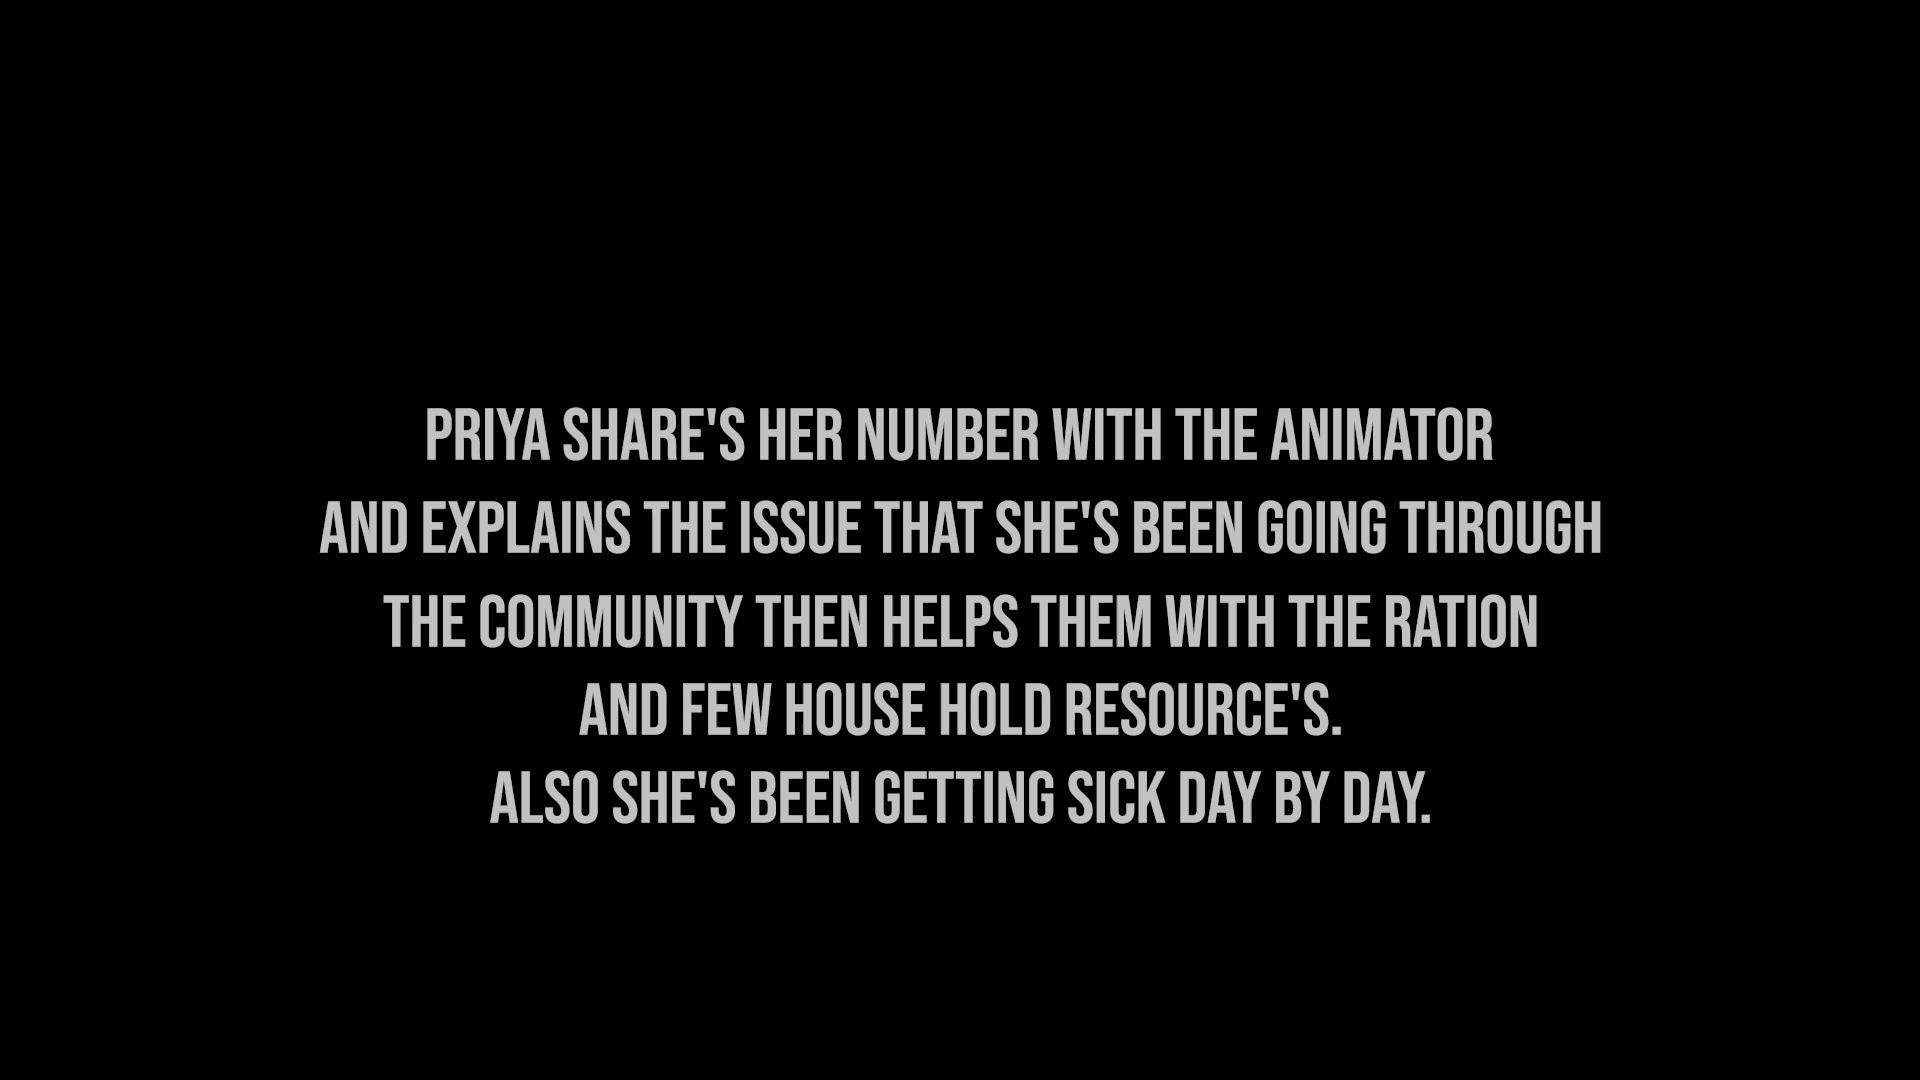 PRIYA SHARE'S HER NUMBER WITH THE ANIMATOR
AND EXPLAINS THE ISSUE THAT SHE'S BEEN GOING THROUGH
THE COMMUNITY THEN HELPS THEM WITH THE RATION
AND FEW HOUSE HOLD RESOURCE'S.
ALSO SHE'S BEEN GETTING SICK DAY BY DAY.